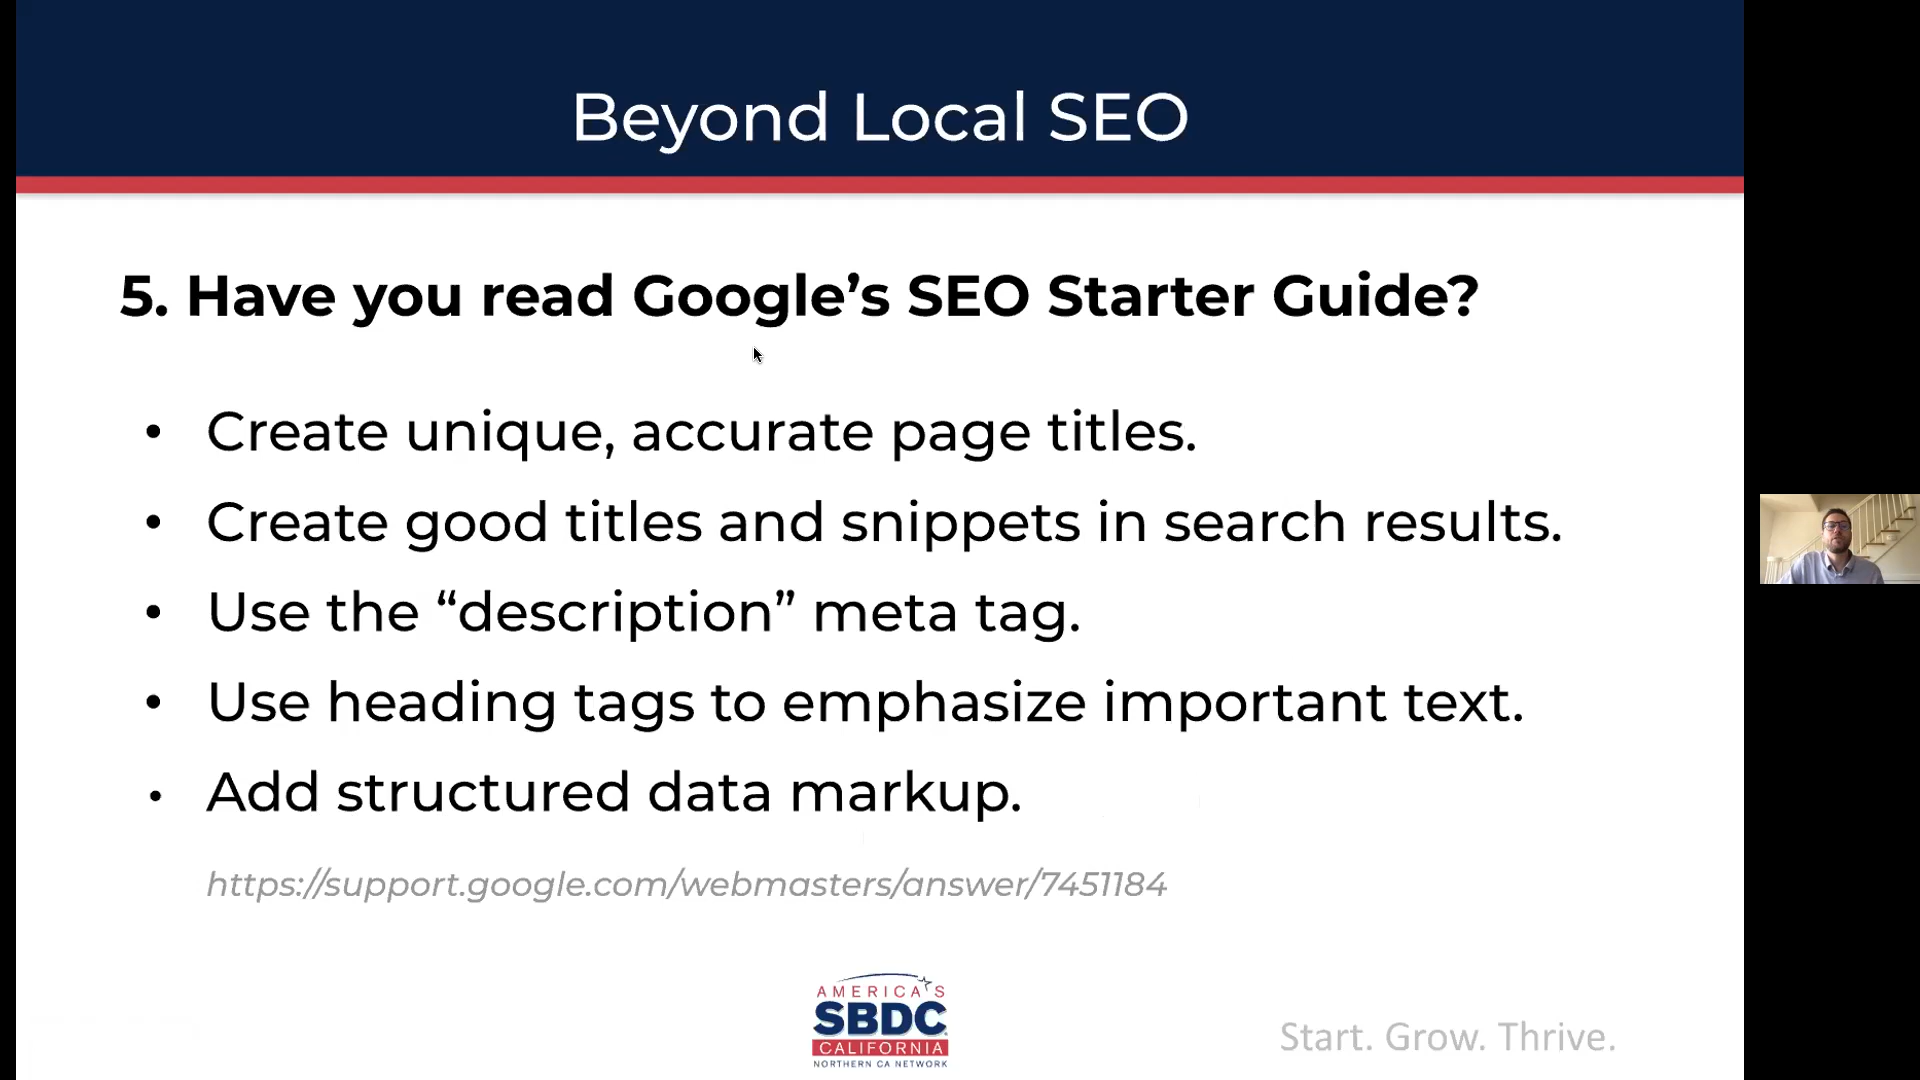 Beyond Local SEO
5. Have you read Google’s SEO Starter Guide?
• Create unique, accurate page titles.
• Create good titles and snippets in search results.
• Use the “description” meta tag.
• Use heading tags to emphasize important text.
• Add structured data markup.
https://support.google.com/webmasters/answer/7451184
AMERICA'S
SBDC
CALIFORNIA
NORTHERN CA NETWORK
Start. Grow. Thrive.